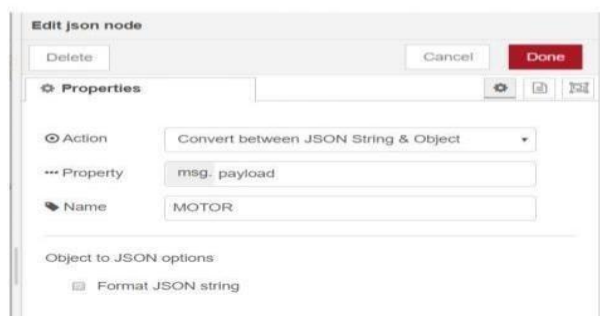 Edit json node
Delete Cancel Done
Properties
Action Convert between JSON String & Object
Property msg. payload
Name MOTOR
Object to JSON options
Format JSON string